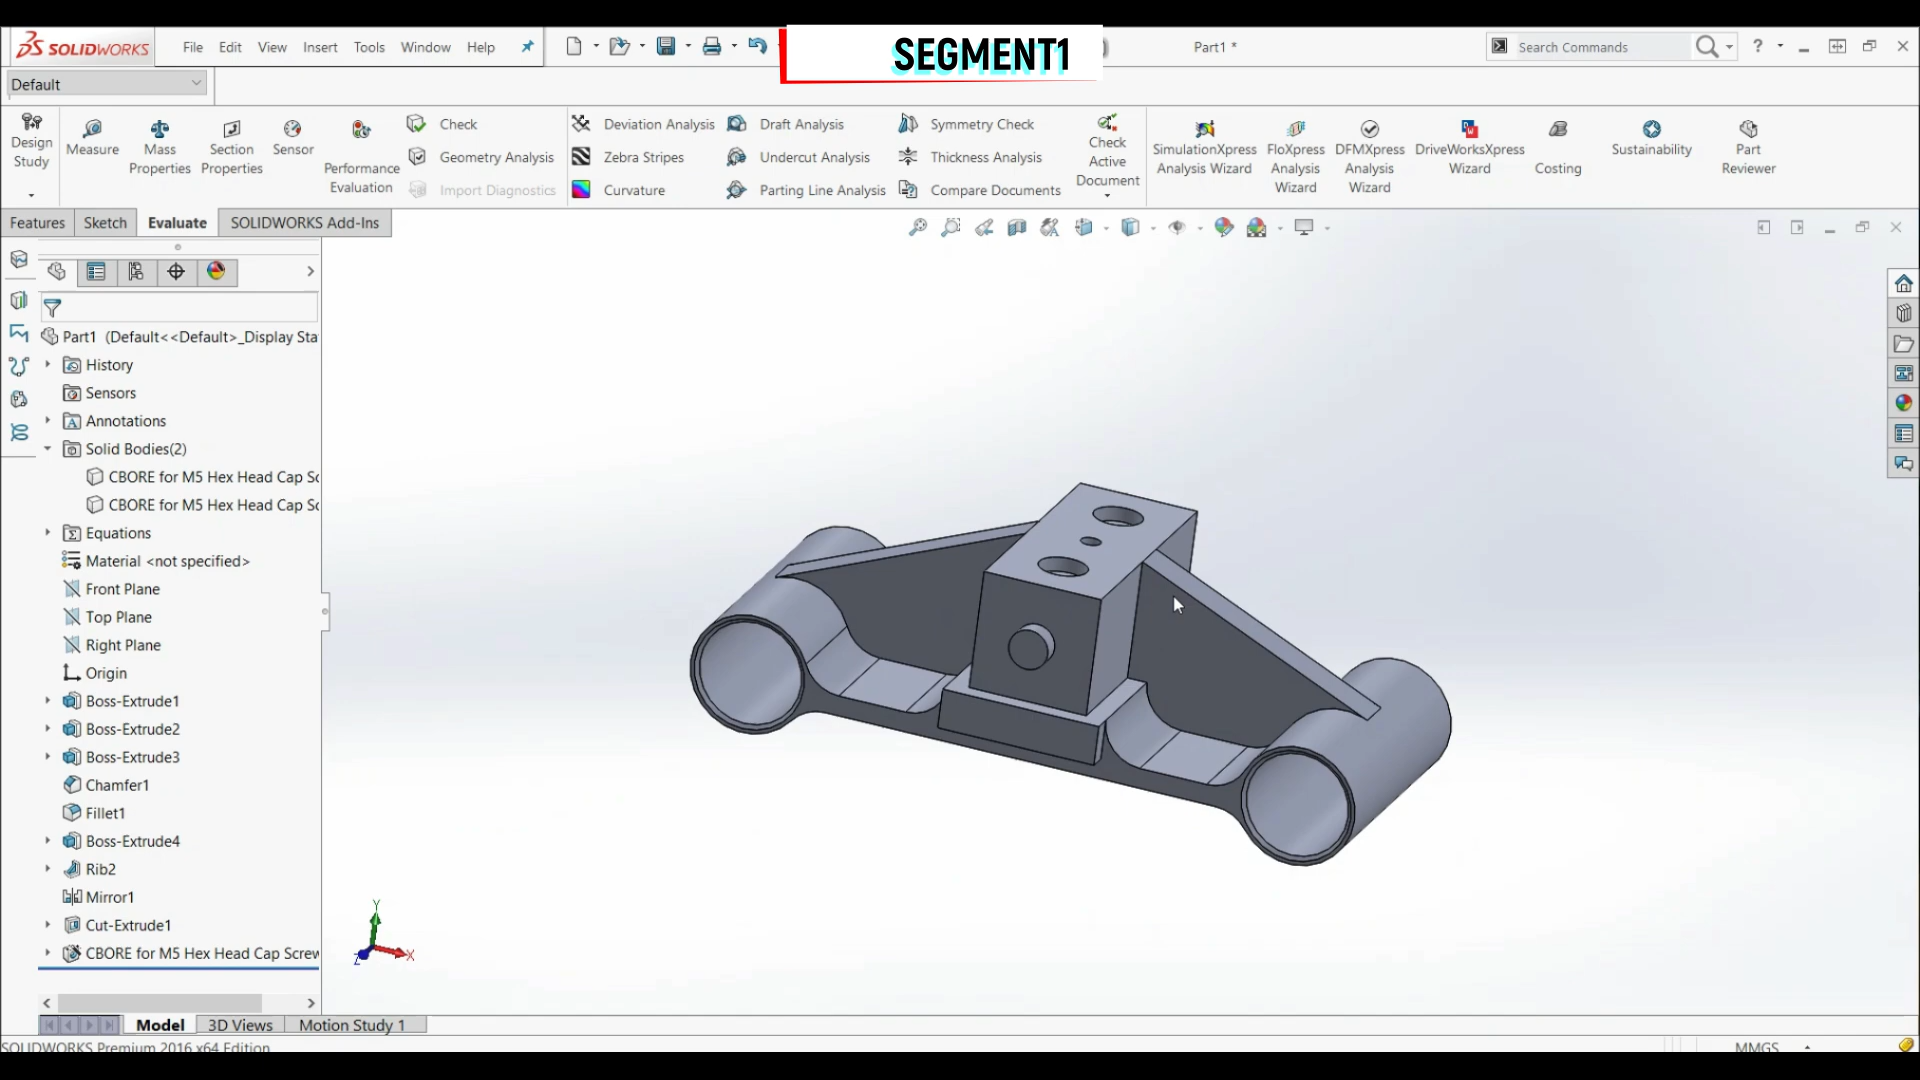 SOLIDWORKS File Edit View Insert Tools Window Help SEGMENT1 Part1 * Search Commands ?
Default
Design Study
Measure
Mass Properties
Section Properties
Sensor
Performance Evaluation
Check
Geometry Analysis
Import Diagnostics
Deviation Analysis
Zebra Stripes
Curvature
Draft Analysis
Undercut Analysis
Parting Line Analysis
Symmetry Check
Thickness Analysis
Compare Documents
Check Active Document
SimulationXpress Analysis Wizard
FloXpress Analysis Wizard
DFMXpress Analysis Wizard
DriveWorksXpress Wizard
Costing
Sustainability
Part Reviewer
Features Sketch Evaluate SOLIDWORKS Add-Ins
Part1 (Default<<Default>_Display Sta
History
Sensors
Annotations
Solid Bodies(2)
CBORE for M5 Hex Head Cap Sc
CBORE for M5 Hex Head Cap Sc
Equations
Material <not specified>
Front Plane
Top Plane
Right Plane
Origin
Boss-Extrude1
Boss-Extrude2
Boss-Extrude3
Chamfer1
Fillet1
Boss-Extrude4
Rib2
Mirror1
Cut-Extrude1
CBORE for M5 Hex Head Cap Screw
Y
X
Z
Model 3D Views Motion Study 1
SOLIDWORKS Premium 2016 x64 Edition MMGS